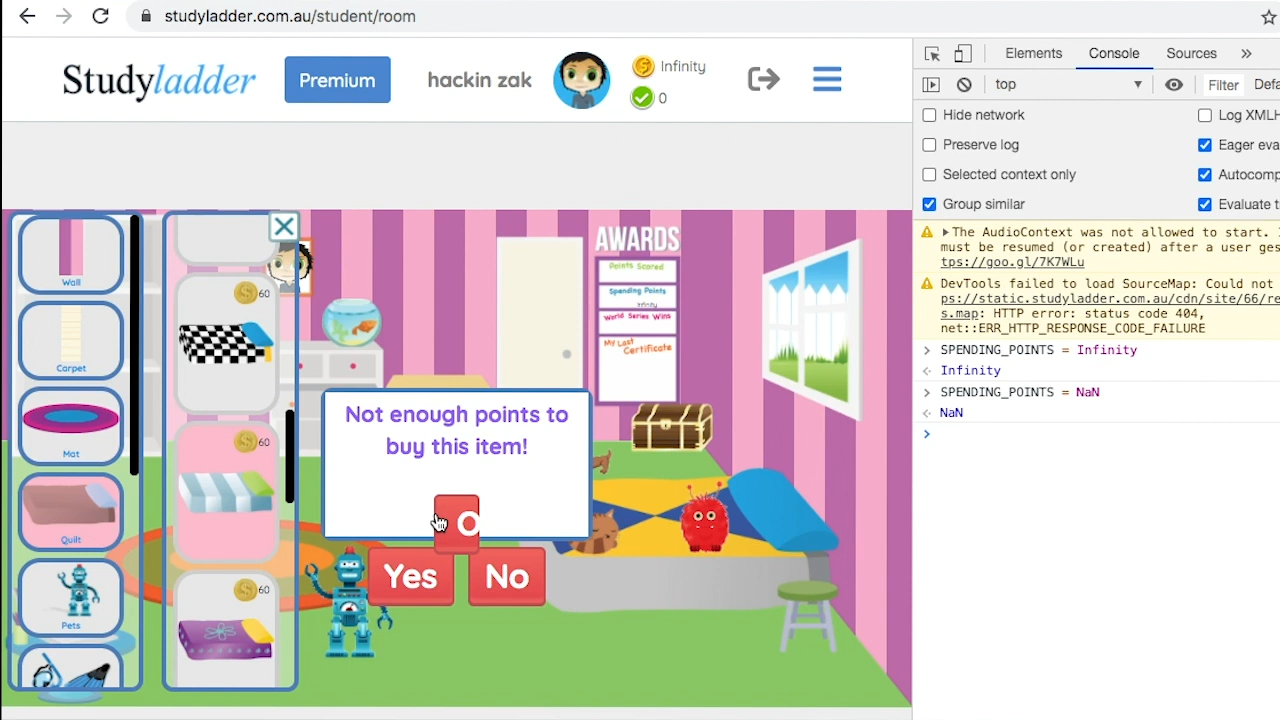 studyladder.com.au/student/room
Studyladder
Premium
hackin zak
Infinity
0
Elements
Console
Sources
»
top
Filter
Defa
Hide network
Log XMLH
Preserve log
Eager eva
Selected context only
Autocomp
Group similar
Evaluate t
The AudioContext was not allowed to start. I
must be resumed (or created) after a user ges
tps://goo.gl/7K7WLu
DevTools failed to load SourceMap: Could not
ps://static.studyladder.com.au/cdn/site/66/re
s.map: HTTP error: status code 404,
net::ERR_HTTP_RESPONSE_CODE_FAILURE
SPENDING_POINTS = Infinity
Infinity
SPENDING_POINTS = NaN
NaN
Wall
Carpet
Mat
Quilt
Pets
60
60
60
AWARDS
Points Scored
Spending Points
Infinity
World Series Wins
My Last
Certificate
Not enough points to
buy this item!
O
Yes
No